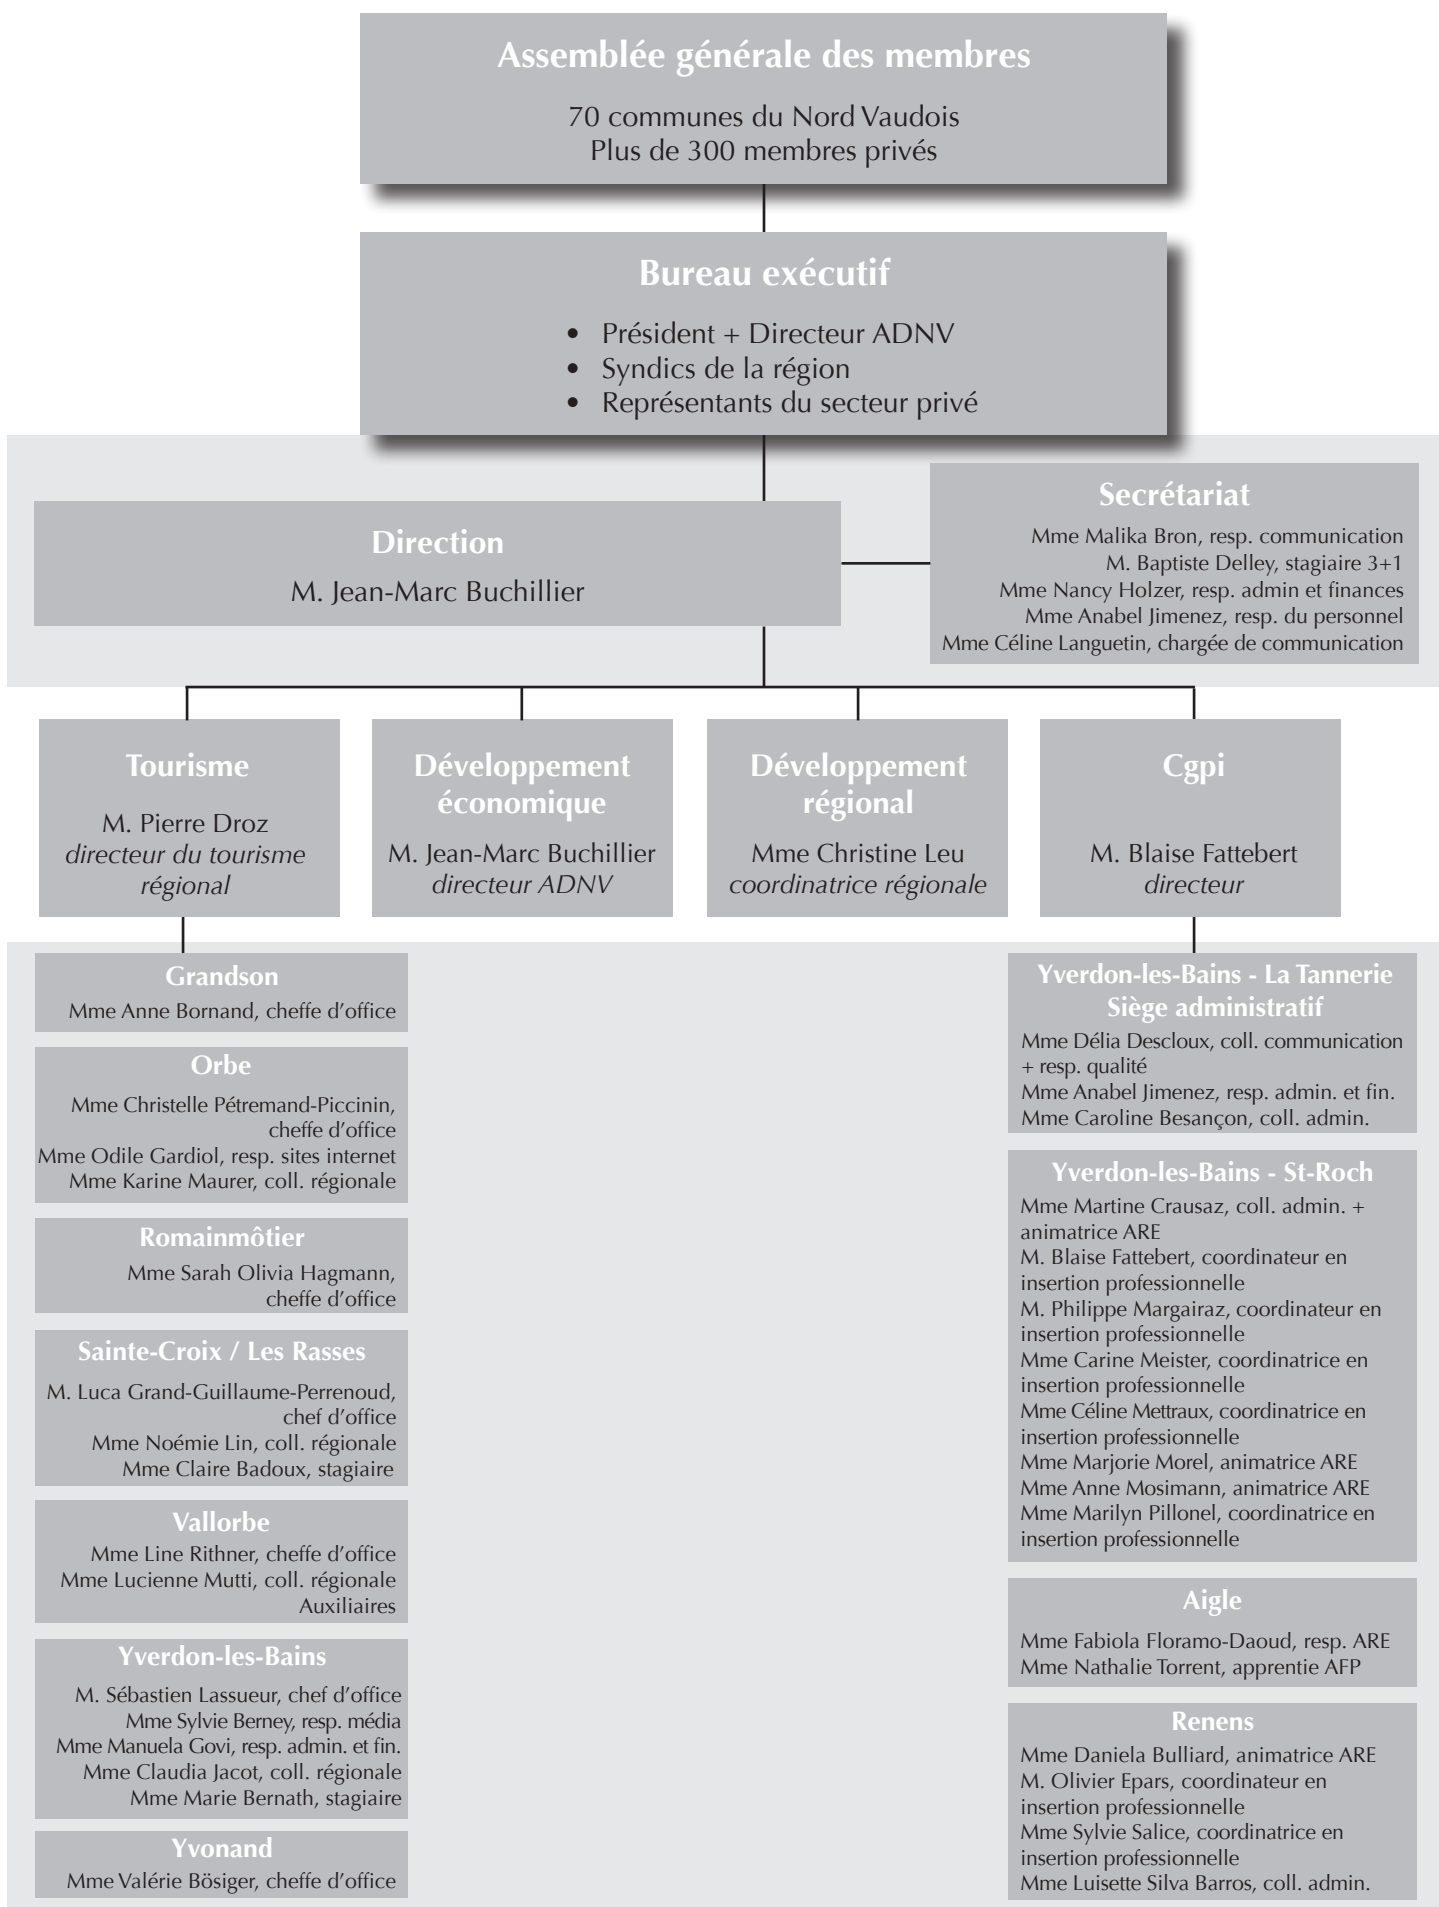 Assemblée générale des membres
70 communes du Nord Vaudois
Plus de 300 membres privés
Bureau exécutif
• Président + Directeur ADNV
• Syndics de la région
• Représentants du secteur privé
Direction
M. Jean-Marc Buchillier
Secrétariat
Mme Malika Bron, resp. communication
M. Baptiste Delley, stagiaire 3+1
Mme Nancy Holzer, resp. admin et finances
Mme Anabel Jimenez, resp. du personnel
Mme Céline Languetin, chargée de communication
Tourisme
M. Pierre Droz
directeur du tourisme
régional
Développement
économique
M. Jean-Marc Buchillier
directeur ADNV
Développement
régional
Mme Christine Leu
coordinatrice régionale
Cgpi
M. Blaise Fattebert
directeur
Grandson
Mme Anne Bornand, cheffe d’office
Orbe
Mme Christelle Pétremand-Piccinin,
cheffe d’office
Mme Odile Gardiol, resp. sites internet
Mme Karine Maurer, coll. régionale
Romainmôtier
Mme Sarah Olivia Hagmann,
cheffe d’office
Sainte-Croix / Les Rasses
M. Luca Grand-Guillaume-Perrenoud,
chef d’office
Mme Noémie Lin, coll. régionale
Mme Claire Badoux, stagiaire
Vallorbe
Mme Line Rithner, cheffe d’office
Mme Lucienne Mutti, coll. régionale
Auxiliaires
Yverdon-les-Bains
M. Sébastien Lassueur, chef d’office
Mme Sylvie Berney, resp. média
Mme Manuela Govi, resp. admin. et fin.
Mme Claudia Jacot, coll. régionale
Mme Marie Bernath, stagiaire
Yvonand
Mme Valérie Bösiger, cheffe d’office
Yverdon-les-Bains - La Tannerie
Siège administratif
Mme Délia Descloux, coll. communication
+ resp. qualité
Mme Anabel Jimenez, resp. admin. et fin.
Mme Caroline Besançon, coll. admin.
Yverdon-les-Bains - St-Roch
Mme Martine Crausaz, coll. admin. +
animatrice ARE
M. Blaise Fattebert, coordinateur en
insertion professionnelle
M. Philippe Margairaz, coordinateur en
insertion professionnelle
Mme Carine Meister, coordinatrice en
insertion professionnelle
Mme Céline Mettraux, coordinatrice en
insertion professionnelle
Mme Marjorie Morel, animatrice ARE
Mme Anne Mosimann, animatrice ARE
Mme Marilyn Pillonel, coordinatrice en
insertion professionnelle
Aigle
Mme Fabiola Floramo-Daoud, resp. ARE
Mme Nathalie Torrent, apprentie AFP
Renens
Mme Daniela Bulliard, animatrice ARE
M. Olivier Epars, coordinateur en
insertion professionnelle
Mme Sylvie Salice, coordinatrice en
insertion professionnelle
Mme Luisette Silva Barros, coll. admin.